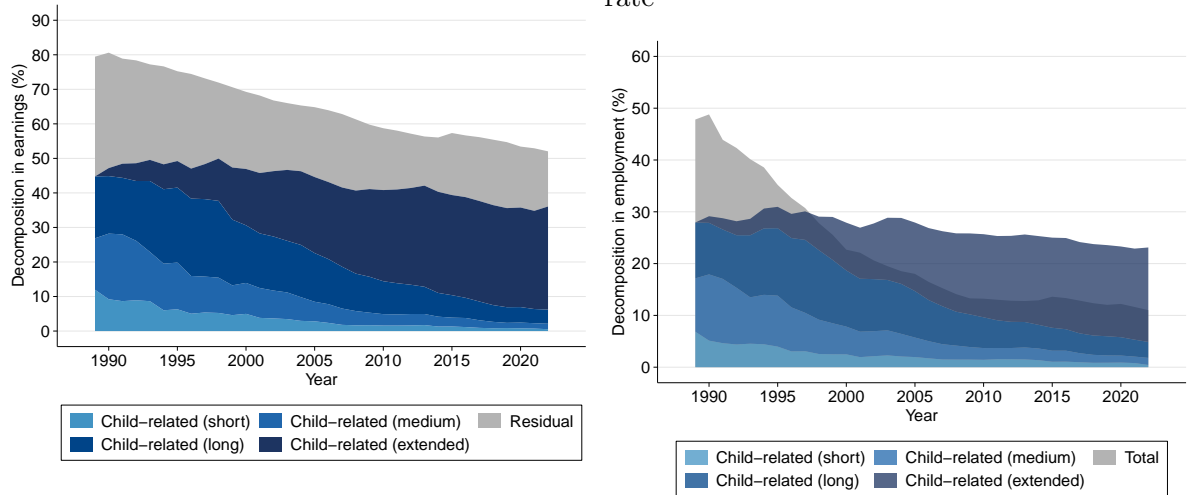 rate
Decomposition in earnings (%)
90
80
70
60
50
40
30
20
10
0
1990 1995 2000 2005 2010 2015 2020
Year
Child−related (short) Child−related (medium) Residual
Child−related (long) Child−related (extended)
Decomposition in employment (%)
60
50
40
30
20
10
0
1990 1995 2000 2005 2010 2015 2020
Year
Child−related (short) Child−related (medium) Total
Child−related (long) Child−related (extended)